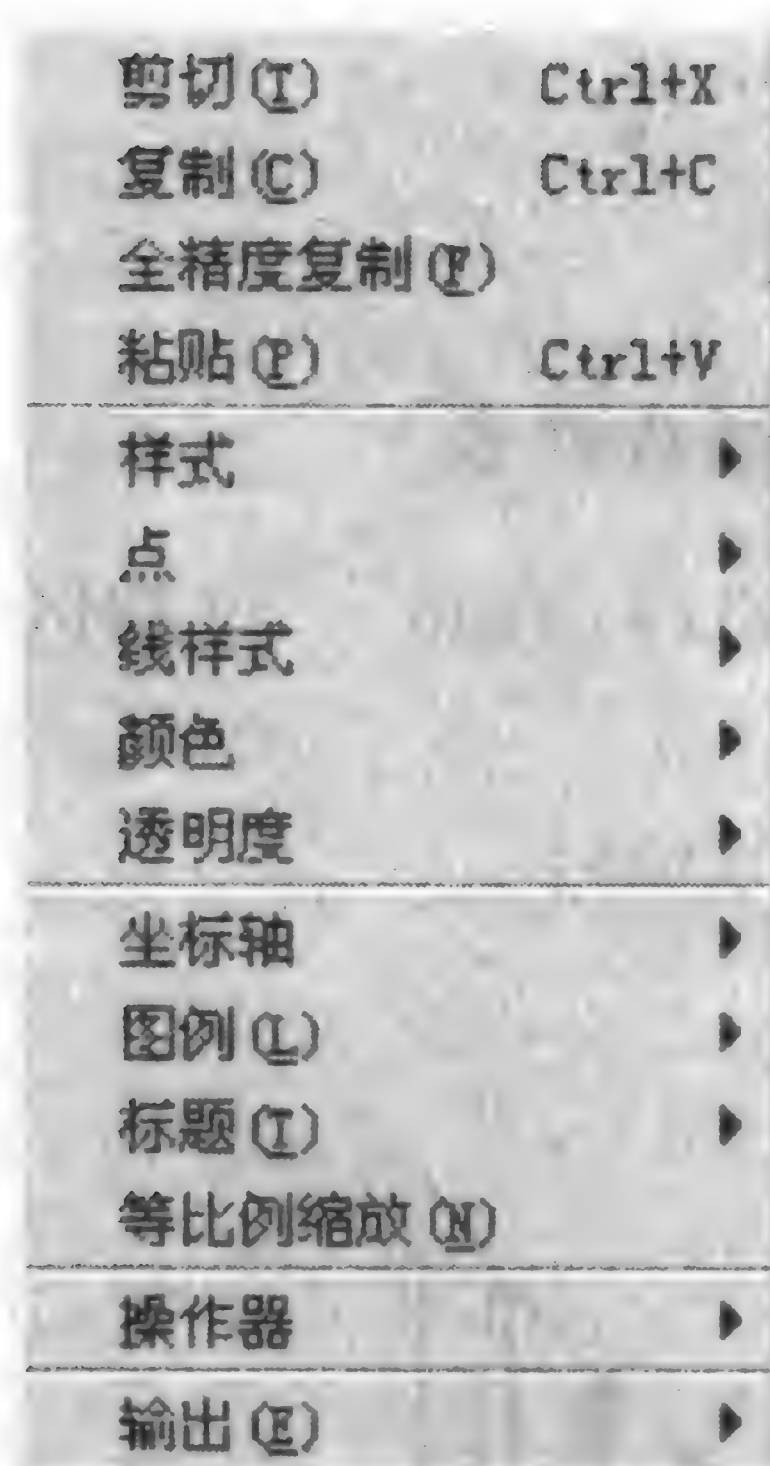 剪切(T) Ctrl+X
复制(C) Ctrl+C
全精度复制(F)
粘贴(P) Ctrl+V
样式
点
线样式
颜色
透明度
坐标轴
图例(L)
标题(T)
等比例缩放(N)
操作器
输出(E)